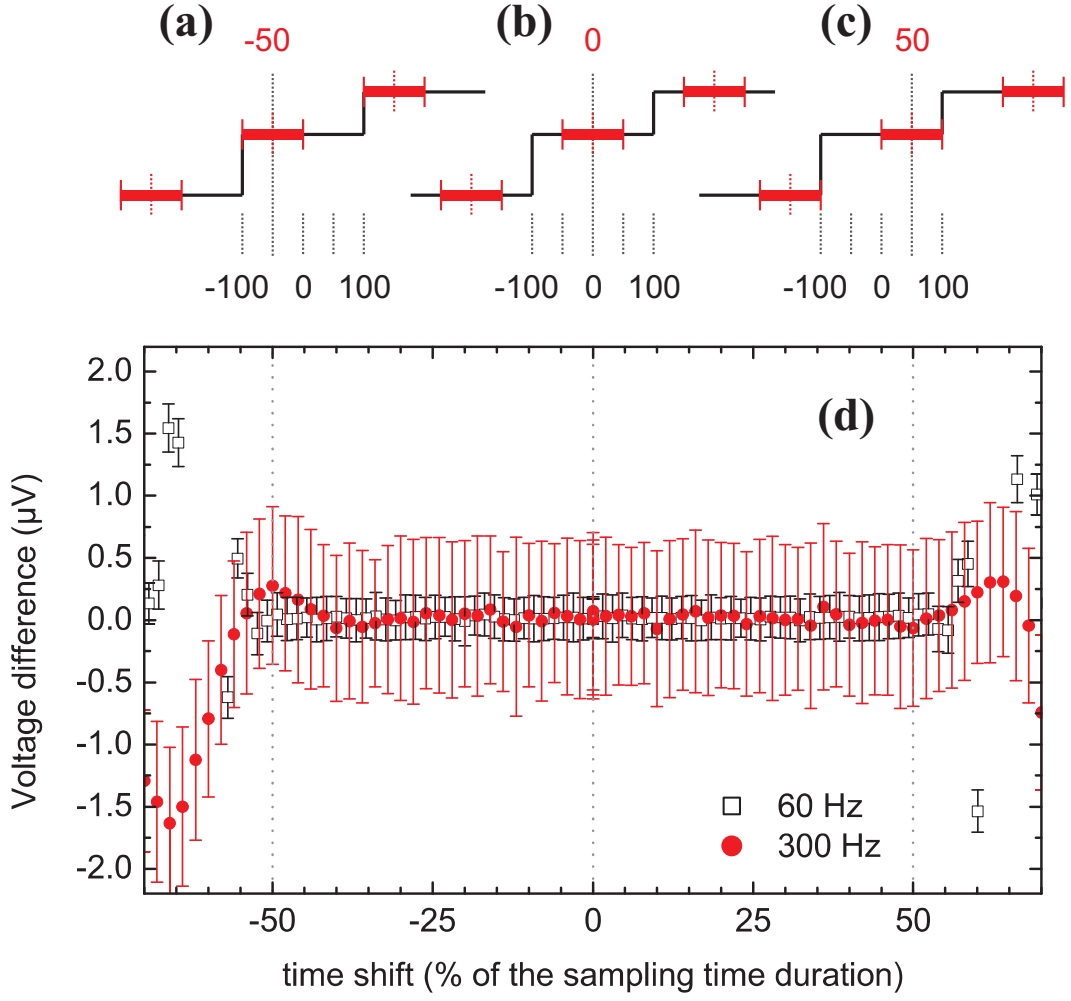 (a) (b) (c)
-50 0 50
-100 0 100 -100 0 100 -100 0 100
(d)
2.0
1.5
1.0
0.5
0.0
-0.5
-1.0
-1.5
-2.0
Voltage difference (µV)
60 Hz
300 Hz
-50 -25 0 25 50
time shift (% of the sampling time duration)